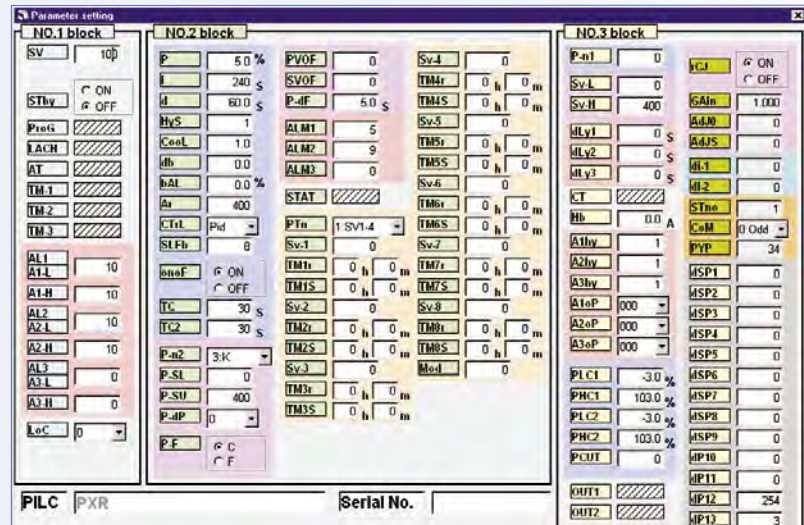 Parameter setting
NO.1 block
SV 100
STby ON
OFF
ProG
LACH
AT
TM-1
TM-2
TM-3
AL1
A1-L 10
A1-H 10
AL2
A2-L 10
A2-H 10
AL3
A3-L 0
A3-H 0
LoC 0
NO.2 block
P 5.0 %
i 240 S
d 60.0 S
HyS 1
CooL 1.0
db 0.0
bAL 0.0 %
Ar 400
CTrL Pid
SLFb 8
onoF ON
OFF
TC 30 S
TC2 30 S
P-n2 3:K
P-SL 0
P-SU 400
P-dP 0
P-F C
F
PVOF 0
SVOF 0
P-dF 5.0 S
ALM1 5
ALM2 9
ALM3 0
STAT
PTn 1 SV1-4
Sv-1 0
TM1r 0 h 0 m
TM1S 0 h 0 m
Sv-2 0
TM2r 0 h 0 m
TM2S 0 h 0 m
Sv-3 0
TM3r 0 h 0 m
TM3S 0 h 0 m
Sv-4 0
TM4r 0 h 0 m
TM4S 0 h 0 m
Sv-5 0
TM5r 0 h 0 m
TM5S 0 h 0 m
Sv-6 0
TM6r 0 h 0 m
TM6S 0 h 0 m
Sv-7 0
TM7r 0 h 0 m
TM7S 0 h 0 m
Sv-8 0
TM8r 0 h 0 m
TM8S 0 h 0 m
Mod 0
NO.3 block
P-n1 0
Sv-L 0
Sv-H 400
dLy1 0 S
dLy2 0 S
dLy3 0 S
CT
Hb 0.0 A
A1hy 1
A2hy 1
A3hy 1
A1oP 000
A2oP 000
A3oP 000
PLC1 -3.0 %
PHC1 103.0 %
PLC2 -3.0 %
PHC2 103.0 %
PCUT 0
OUT1
OUT2
rCJ ON
OFF
GAIn 1.000
AdJ0 0
AdJS 0
di-1 0
dI-2 0
STno 1
CoM 0 Odd
PYP 34
dSP1 0
dSP2 0
dSP3 0
dSP4 0
dSP5 0
dSP6 0
dSP7 0
dSP8 0
dSP9 0
dP10 0
dP11 0
dP12 254
dP13 3
PILC PXR
Serial No.